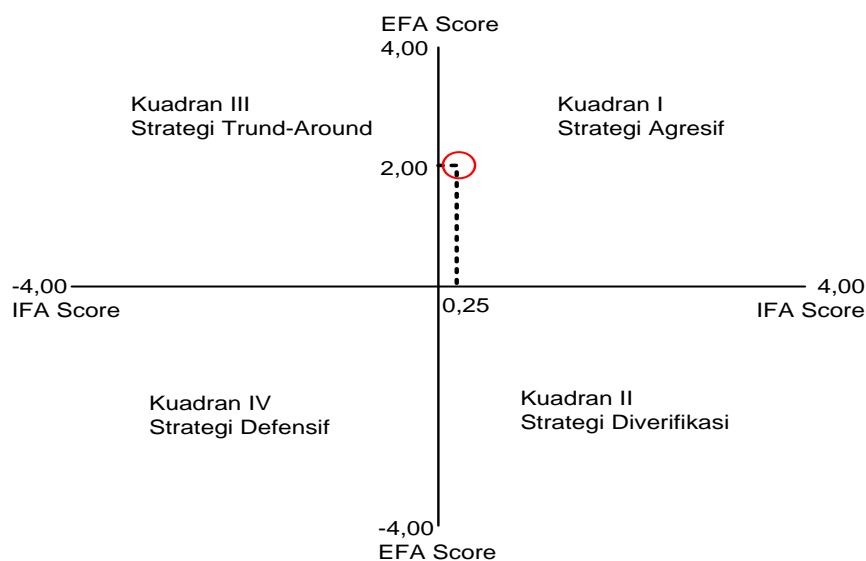 EFA Score
4,00
Kuadran III
Strategi Trund-Around
Kuadran I
Strategi Agresif
2,00
-4,00
IFA Score
0,25
4,00
IFA Score
Kuadran IV
Strategi Defensif
Kuadran II
Strategi Diverifikasi
-4,00
EFA Score